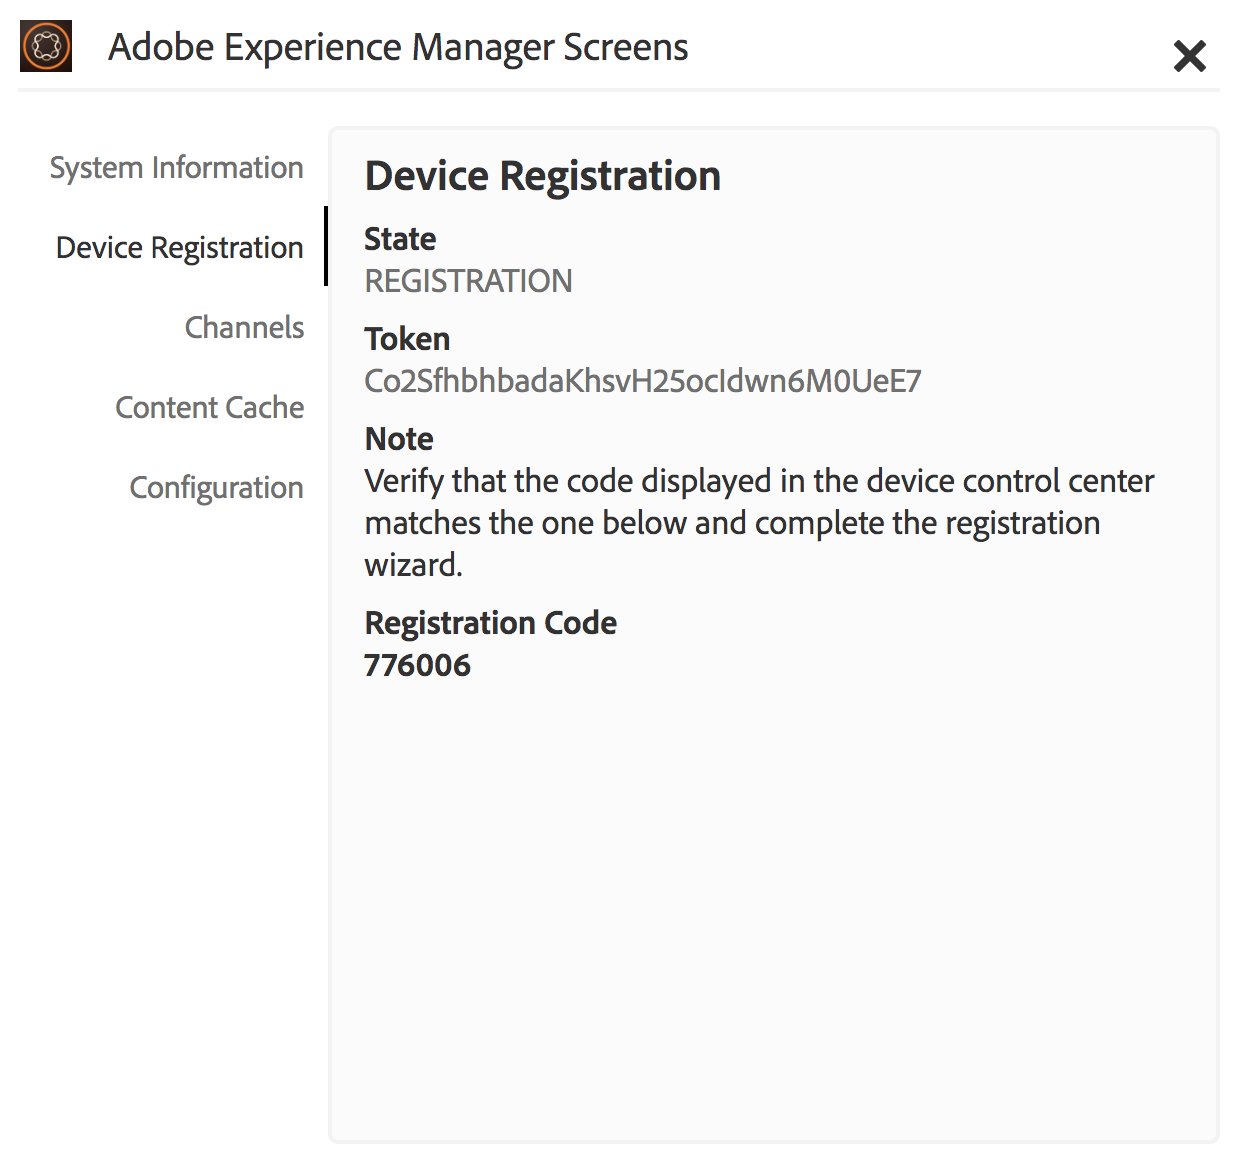 Adobe Experience Manager Screens
System Information
Device Registration
Channels
Content Cache
Configuration
Device Registration
State
REGISTRATION
Token
Co2SfhbhbadaKhsvH25ocIdwn6M0UeE7
Note
Verify that the code displayed in the device control center
matches the one below and complete the registration
wizard.
Registration Code
776006